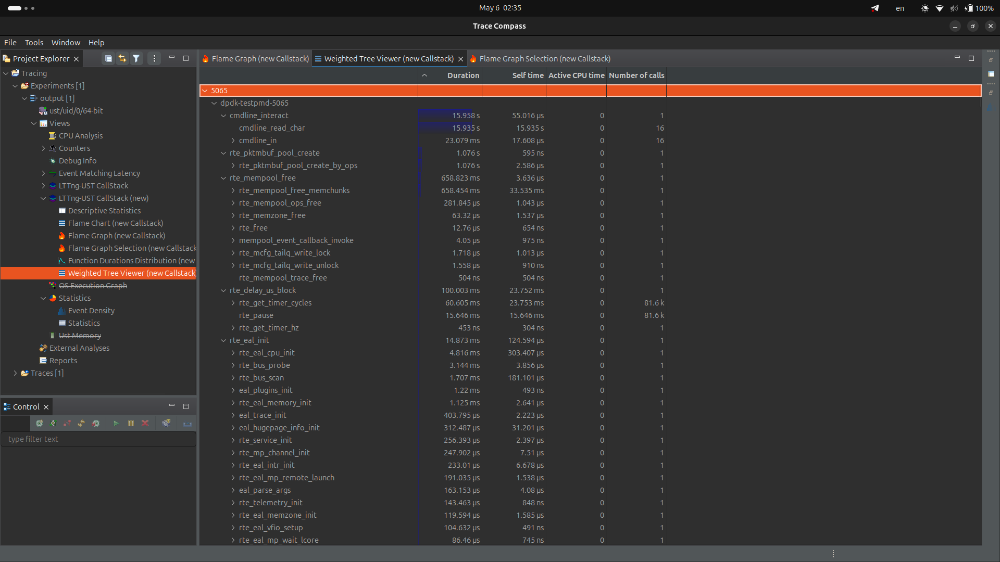 May 6 02:35
en
100%
Trace Compass
File Tools Window Help
Project Explorer
Flame Graph (new Callstack)
Weighted Tree Viewer (new Callstack)
Flame Graph Selection (new Callstack)
Tracing
Experiments [1]
output [1]
ust/uid/0/64-bit
Views
CPU Analysis
Counters
Debug Info
Event Matching Latency
LTTng-UST CallStack
LTTng-UST CallStack (new)
Descriptive Statistics
Flame Chart (new Callstack)
Flame Graph (new Callstack)
Flame Graph Selection (new Callstack
Function Durations Distribution (new
Weighted Tree Viewer (new Callstack
OS Execution Graph
Statistics
Event Density
Statistics
Ust Memory
External Analyses
Reports
Traces [1]
Control
type filter text
Duration Self time Active CPU time Number of calls
5065
dpdk-testpmd-5065
cmdline_interact 15.958 s 55.016 µs 0 1
cmdline_read_char 15.935 s 15.935 s 0 16
cmdline_in 23.079 ms 17.608 µs 0 16
rte_pktmbuf_pool_create 1.076 s 595 ns 0 1
rte_pktmbuf_pool_create_by_ops 1.076 s 2.586 µs 0 1
rte_mempool_free 658.823 ms 3.636 µs 0 1
rte_mempool_free_memchunks 658.454 ms 33.535 ms 0 1
rte_mempool_ops_free 281.845 µs 1.043 µs 0 1
rte_memzone_free 63.32 µs 1.537 µs 0 1
rte_free 12.76 µs 654 ns 0 1
mempool_event_callback_invoke 4.05 µs 975 ns 0 1
rte_mcfg_tailq_write_lock 1.718 µs 1.013 µs 0 1
rte_mcfg_tailq_write_unlock 1.558 µs 910 ns 0 1
rte_mempool_trace_free 504 ns 504 ns 0 1
rte_delay_us_block 100.003 ms 23.752 ms 0 1
rte_get_timer_cycles 60.605 ms 23.753 ms 0 81.6 k
rte_pause 15.646 ms 15.646 ms 0 81.6 k
rte_get_timer_hz 453 ns 304 ns 0 1
rte_eal_init 14.873 ms 124.594 µs 0 1
rte_eal_cpu_init 4.816 ms 303.407 µs 0 1
rte_bus_probe 3.144 ms 3.856 µs 0 1
rte_bus_scan 1.707 ms 181.101 µs 0 1
eal_plugins_init 1.22 ms 493 ns 0 1
rte_eal_memory_init 1.125 ms 2.641 µs 0 1
eal_trace_init 403.795 µs 2.223 µs 0 1
eal_hugepage_info_init 312.487 µs 31.201 µs 0 1
rte_service_init 256.393 µs 2.397 µs 0 1
rte_mp_channel_init 247.902 µs 7.51 µs 0 1
rte_eal_intr_init 233.01 µs 6.678 µs 0 1
rte_eal_mp_remote_launch 191.035 µs 1.538 µs 0 1
eal_parse_args 163.153 µs 4.08 µs 0 1
rte_telemetry_init 143.463 µs 848 ns 0 1
rte_eal_memzone_init 119.594 µs 1.585 µs 0 1
rte_eal_vfio_setup 104.632 µs 491 ns 0 1
rte_eal_mp_wait_lcore 86.46 µs 745 ns 0 1